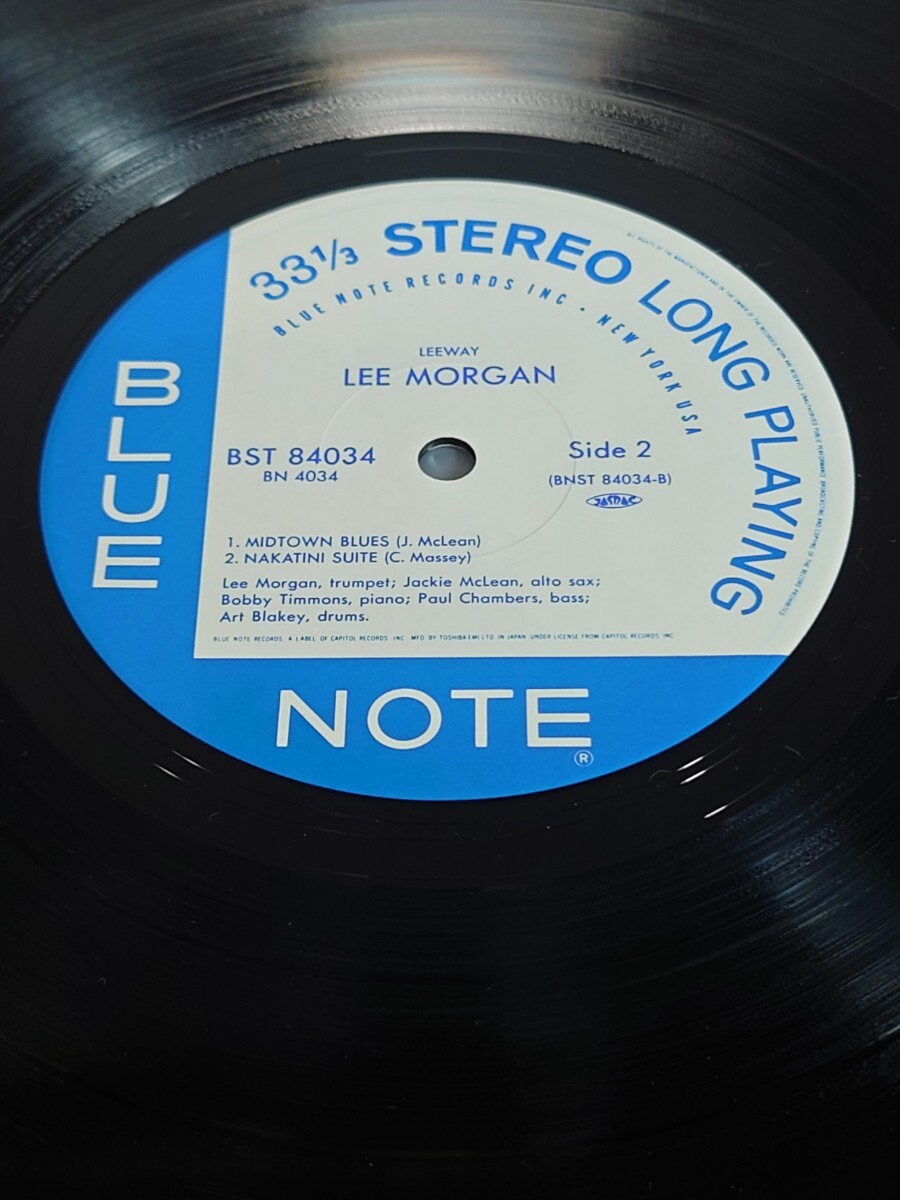 33⅓ STEREO LONG PLAYING
BLUE NOTE RECORDS INC · NEW YORK USA
LEEWAY
LEE MORGAN
BST 84034
BN 4034
Side 2
(BNST 84034-B)
JASRAC
1. MIDTOWN BLUES (J. McLean)
2. NAKATINI SUITE (C. Massey)
Lee Morgan, trumpet; Jackie McLean, alto sax;
Bobby Timmons, piano; Paul Chambers, bass;
Art Blakey, drums.
BLUE NOTE RECORDS. A LABEL OF CAPITOL RECORDS. INC. MFD. BY TOSHIBA EMI LTD. IN JAPAN. UNDER LICENSE FROM CAPITOL RECORDS. INC.
BLUE
NOTE
®